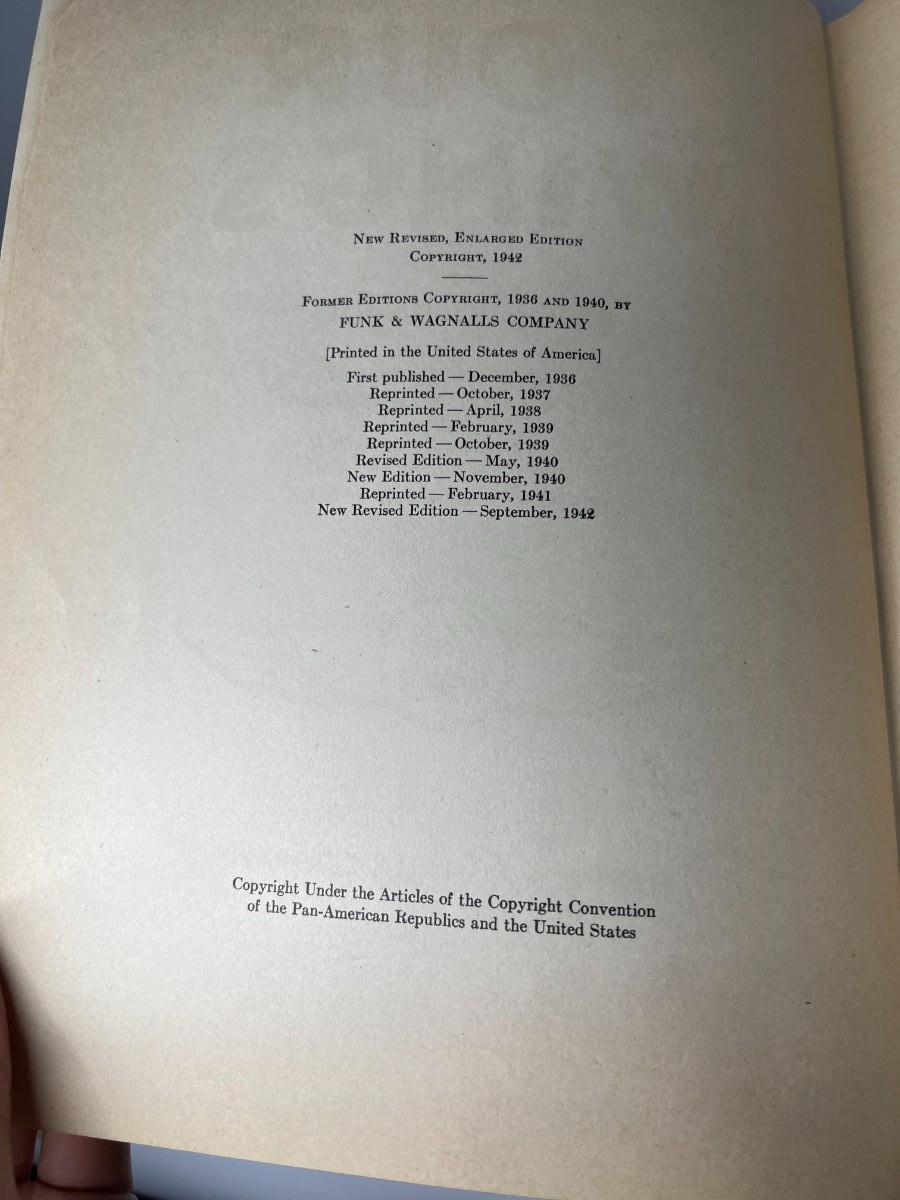 New Revised, Enlarged Edition
Copyright, 1942
Former Editions Copyright, 1936 and 1940, by
FUNK & WAGNALLS COMPANY
[Printed in the United States of America]
First published — December, 1936
Reprinted — October, 1937
Reprinted — April, 1938
Reprinted — February, 1939
Reprinted — October, 1939
Revised Edition — May, 1940
New Edition — November, 1940
Reprinted — February, 1941
New Revised Edition — September, 1942
Copyright Under the Articles of the Copyright Convention
of the Pan-American Republics and the United States